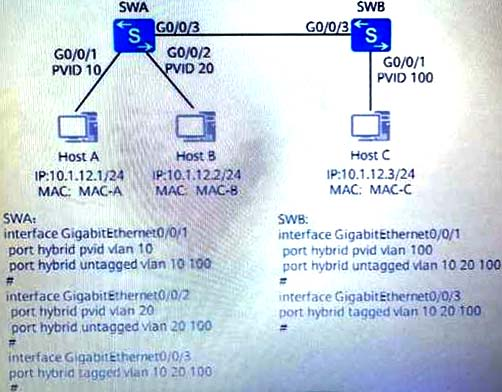 SWA
SWB
G0/0/3
G0/0/3
S
S
G0/0/1
PVID 10
G0/0/2
PVID 20
G0/0/1
PVID 100
Host A
Host B
Host C
IP:10.1.12.1/24
MAC: MAC-A
IP:10.1.12.2/24
MAC: MAC-B
IP:10.1.12.3/24
MAC: MAC-C
SWA:
interface GigabitEthernet0/0/1
port hybrid pvid vlan 10
port hybrid untagged vlan 10 100
#
interface GigabitEthernet0/0/2
port hybrid pvid vlan 20
port hybrid untagged vlan 20 100
#
interface GigabitEthernet0/0/3
port hybrid tagged vlan 10 20 100
#
SWB:
interface GigabitEthernet0/0/1
port hybrid pvid vlan 100
port hybrid untagged vlan 10 20 100
#
interface GigabitEthernet0/0/3
port hybrid tagged vlan 10 20 100
#